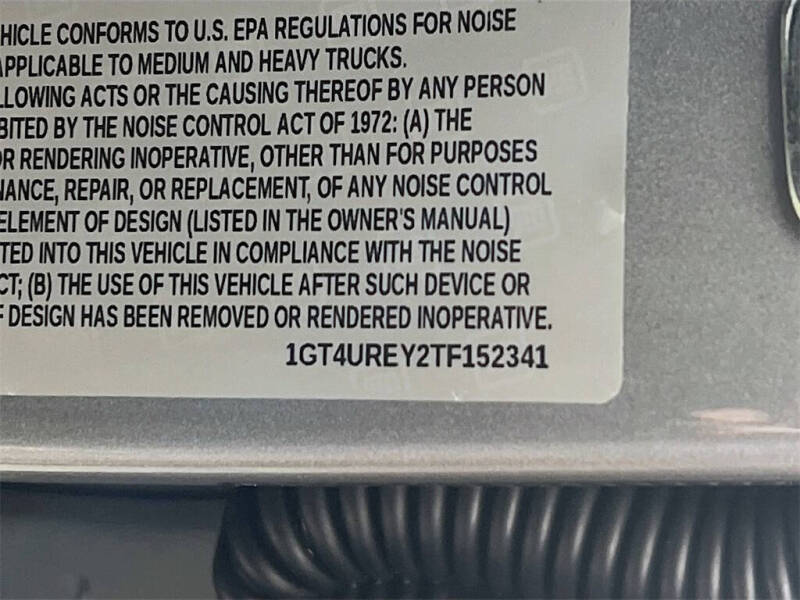 HICLE CONFORMS TO U.S. EPA REGULATIONS FOR NOISE
APPLICABLE TO MEDIUM AND HEAVY TRUCKS.
LLOWING ACTS OR THE CAUSING THEREOF BY ANY PERSON
BITED BY THE NOISE CONTROL ACT OF 1972: (A) THE
OR RENDERING INOPERATIVE, OTHER THAN FOR PURPOSES
NANCE, REPAIR, OR REPLACEMENT, OF ANY NOISE CONTROL
ELEMENT OF DESIGN (LISTED IN THE OWNER'S MANUAL)
TED INTO THIS VEHICLE IN COMPLIANCE WITH THE NOISE
CT; (B) THE USE OF THIS VEHICLE AFTER SUCH DEVICE OR
F DESIGN HAS BEEN REMOVED OR RENDERED INOPERATIVE.
1GT4UREY2TF152341